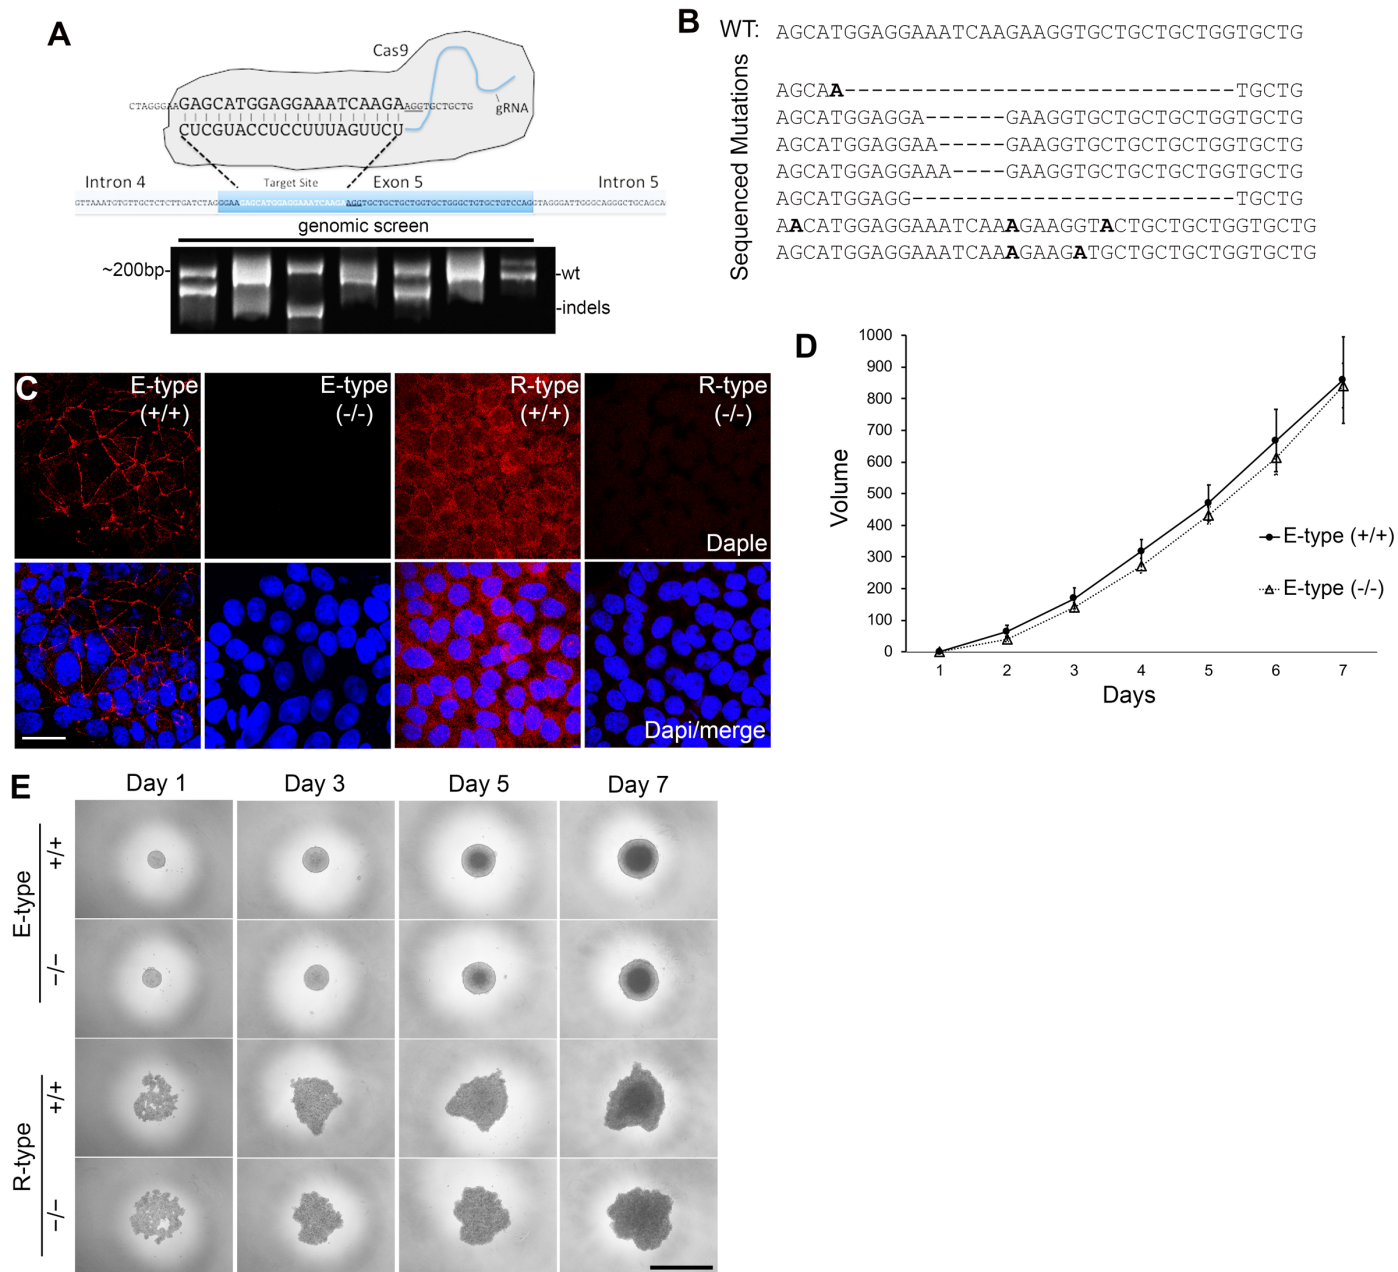 A
Cas9
CTAGGGAAGAGCATGGAGGAAATCAAGAAGGTGCTGCTG
CUCGUACCUCCUUUAGUUCU
gRNA
Intron 4
Target Site
Exon 5
Intron 5
GTTAAATGTGTTGCTCTCTTGATCTAGGGAAGAGCATGGAGGAAATCAAGAAGGTGCTGCTGCTGGTGCTGGGCTGTGCTGTCCAGGTAGGGATTGGGCAGGGCTGCAGCA
genomic screen
~200bp-
-wt
-indels
B
WT: AGCATGGAGGAAATCAAGAAGGTGCTGCTGCTGGTGCTG
Sequenced Mutations
AGCAA-----------------------------TGCTG
AGCATGGAGGA------GAAGGTGCTGCTGCTGGTGCTG
AGCATGGAGGAA-----GAAGGTGCTGCTGCTGGTGCTG
AGCATGGAGGAAA----GAAGGTGCTGCTGCTGGTGCTG
AGCATGGAGG------------------------TGCTG
AACATGGAGGAAATCAAAGAAGGTACTGCTGCTGGTGCTG
AGCATGGAGGAAATCAAAGAAGATGCTGCTGCTGGTGCTG
C
E-type (+/+)
E-type (-/-)
R-type (+/+)
R-type (-/-)
Daple
Dapi/merge
D
Volume
1000
900
800
700
600
500
400
300
200
100
0
1 2 3 4 5 6 7
Days
E-type (+/+)
E-type (-/-)
E
Day 1 Day 3 Day 5 Day 7
E-type
+/+
-/-
R-type
+/+
-/-